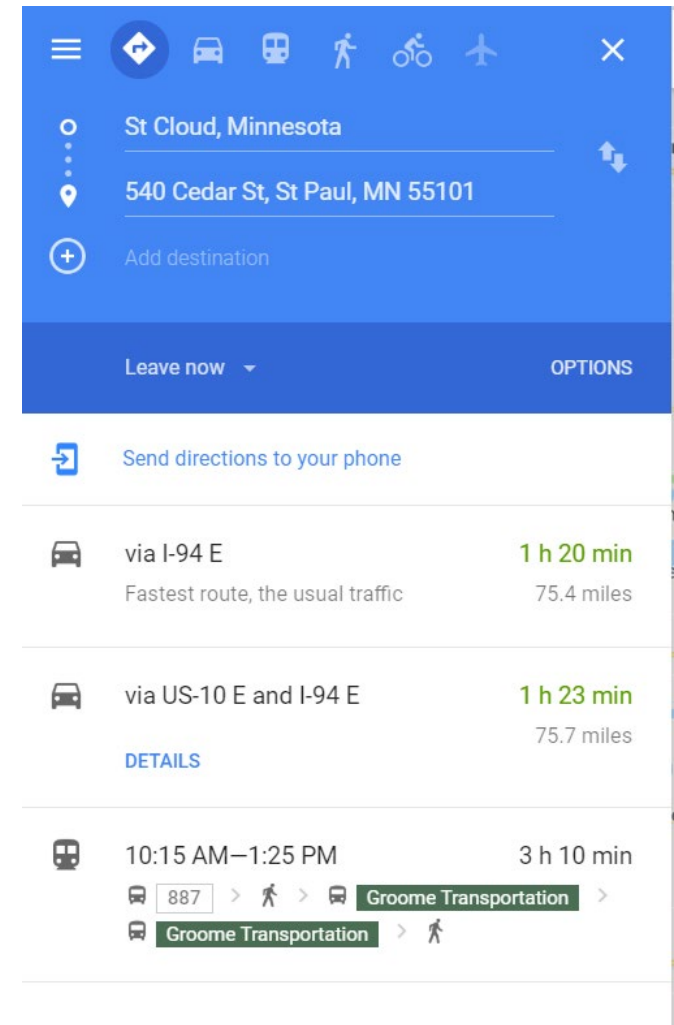 St Cloud, Minnesota
540 Cedar St, St Paul, MN 55101
Add destination
Leave now OPTIONS
Send directions to your phone
via I-94 E 1 h 20 min
Fastest route, the usual traffic 75.4 miles
via US-10 E and I-94 E 1 h 23 min
75.7 miles
DETAILS
10:15 AM—1:25 PM 3 h 10 min
887 > > Groome Transportation >
Groome Transportation >